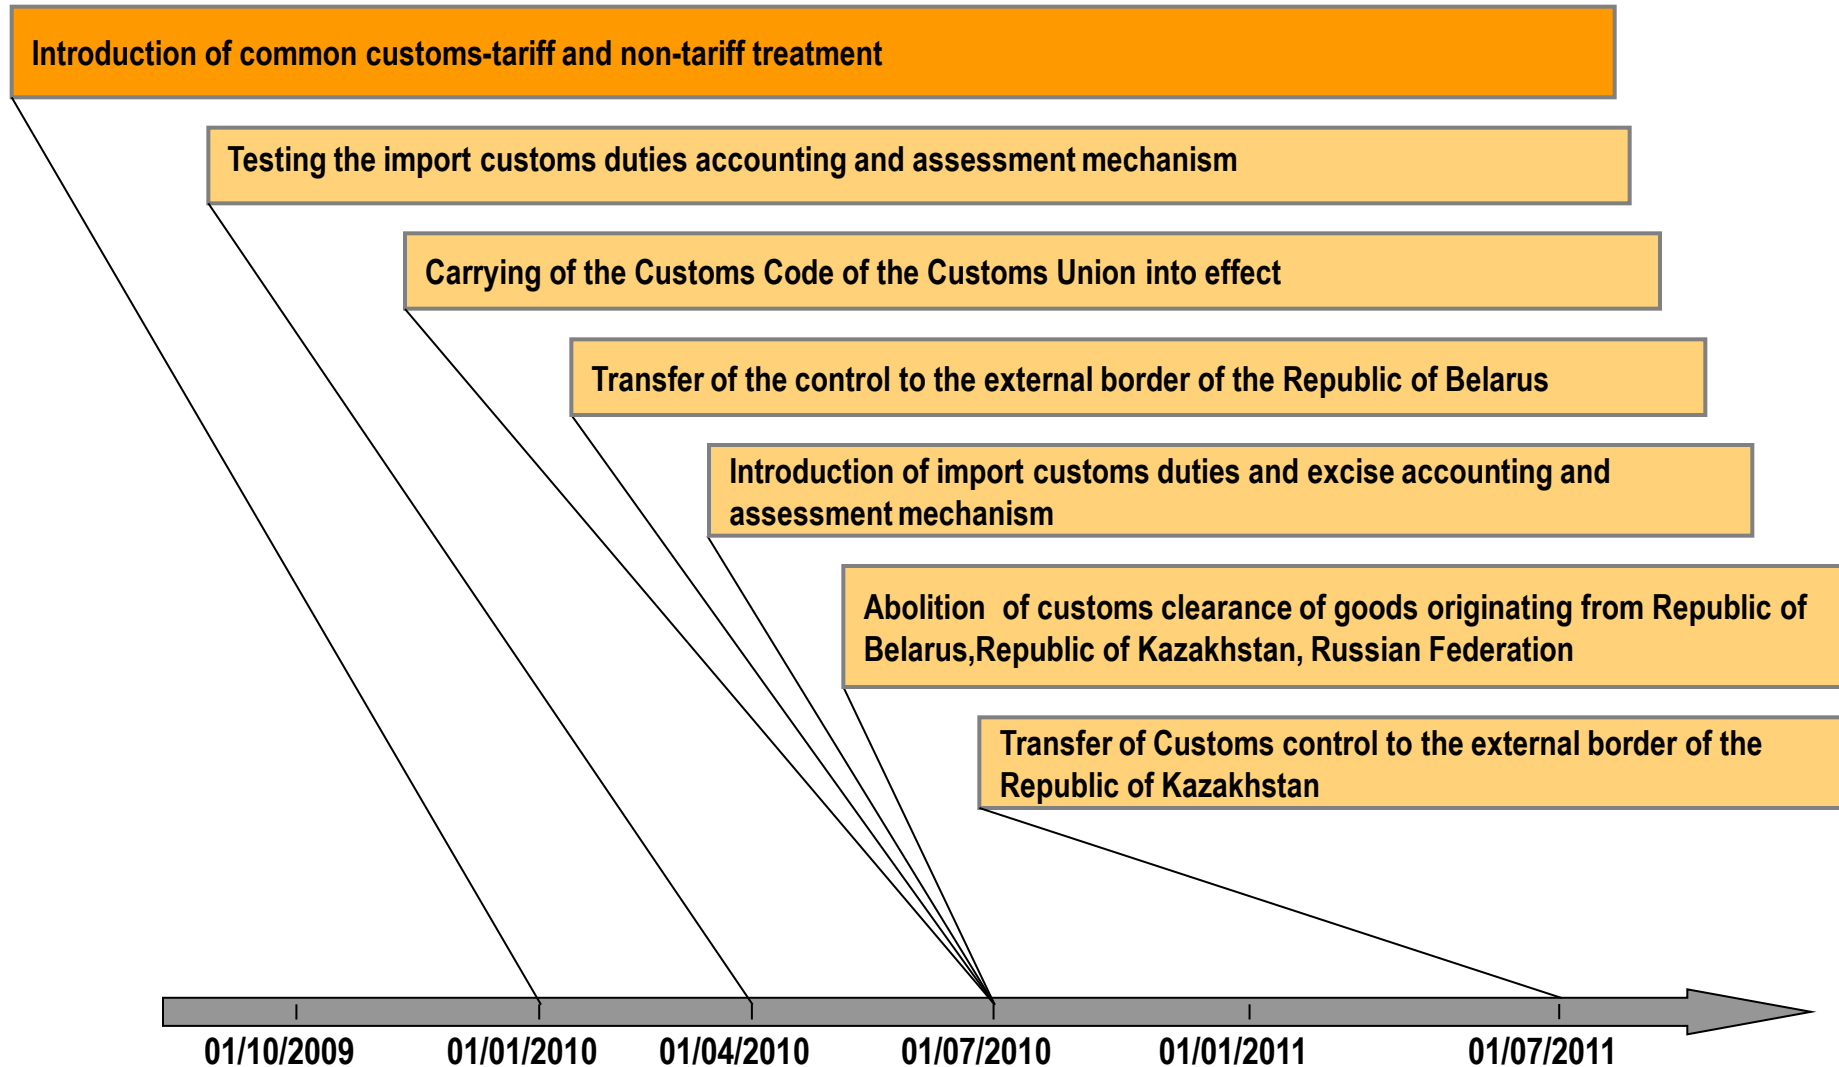 Introduction of common customs-tariff and non-tariff treatment
Testing the import customs duties accounting and assessment mechanism
Carrying of the Customs Code of the Customs Union into effect
Transfer of the control to the external border of the Republic of Belarus
Introduction of import customs duties and excise accounting and
assessment mechanism
Abolition of customs clearance of goods originating from Republic of
Belarus,Republic of Kazakhstan, Russian Federation
Transfer of Customs control to the external border of the
Republic of Kazakhstan
01/10/2009 01/01/2010 01/04/2010 01/07/2010 01/01/2011 01/07/2011